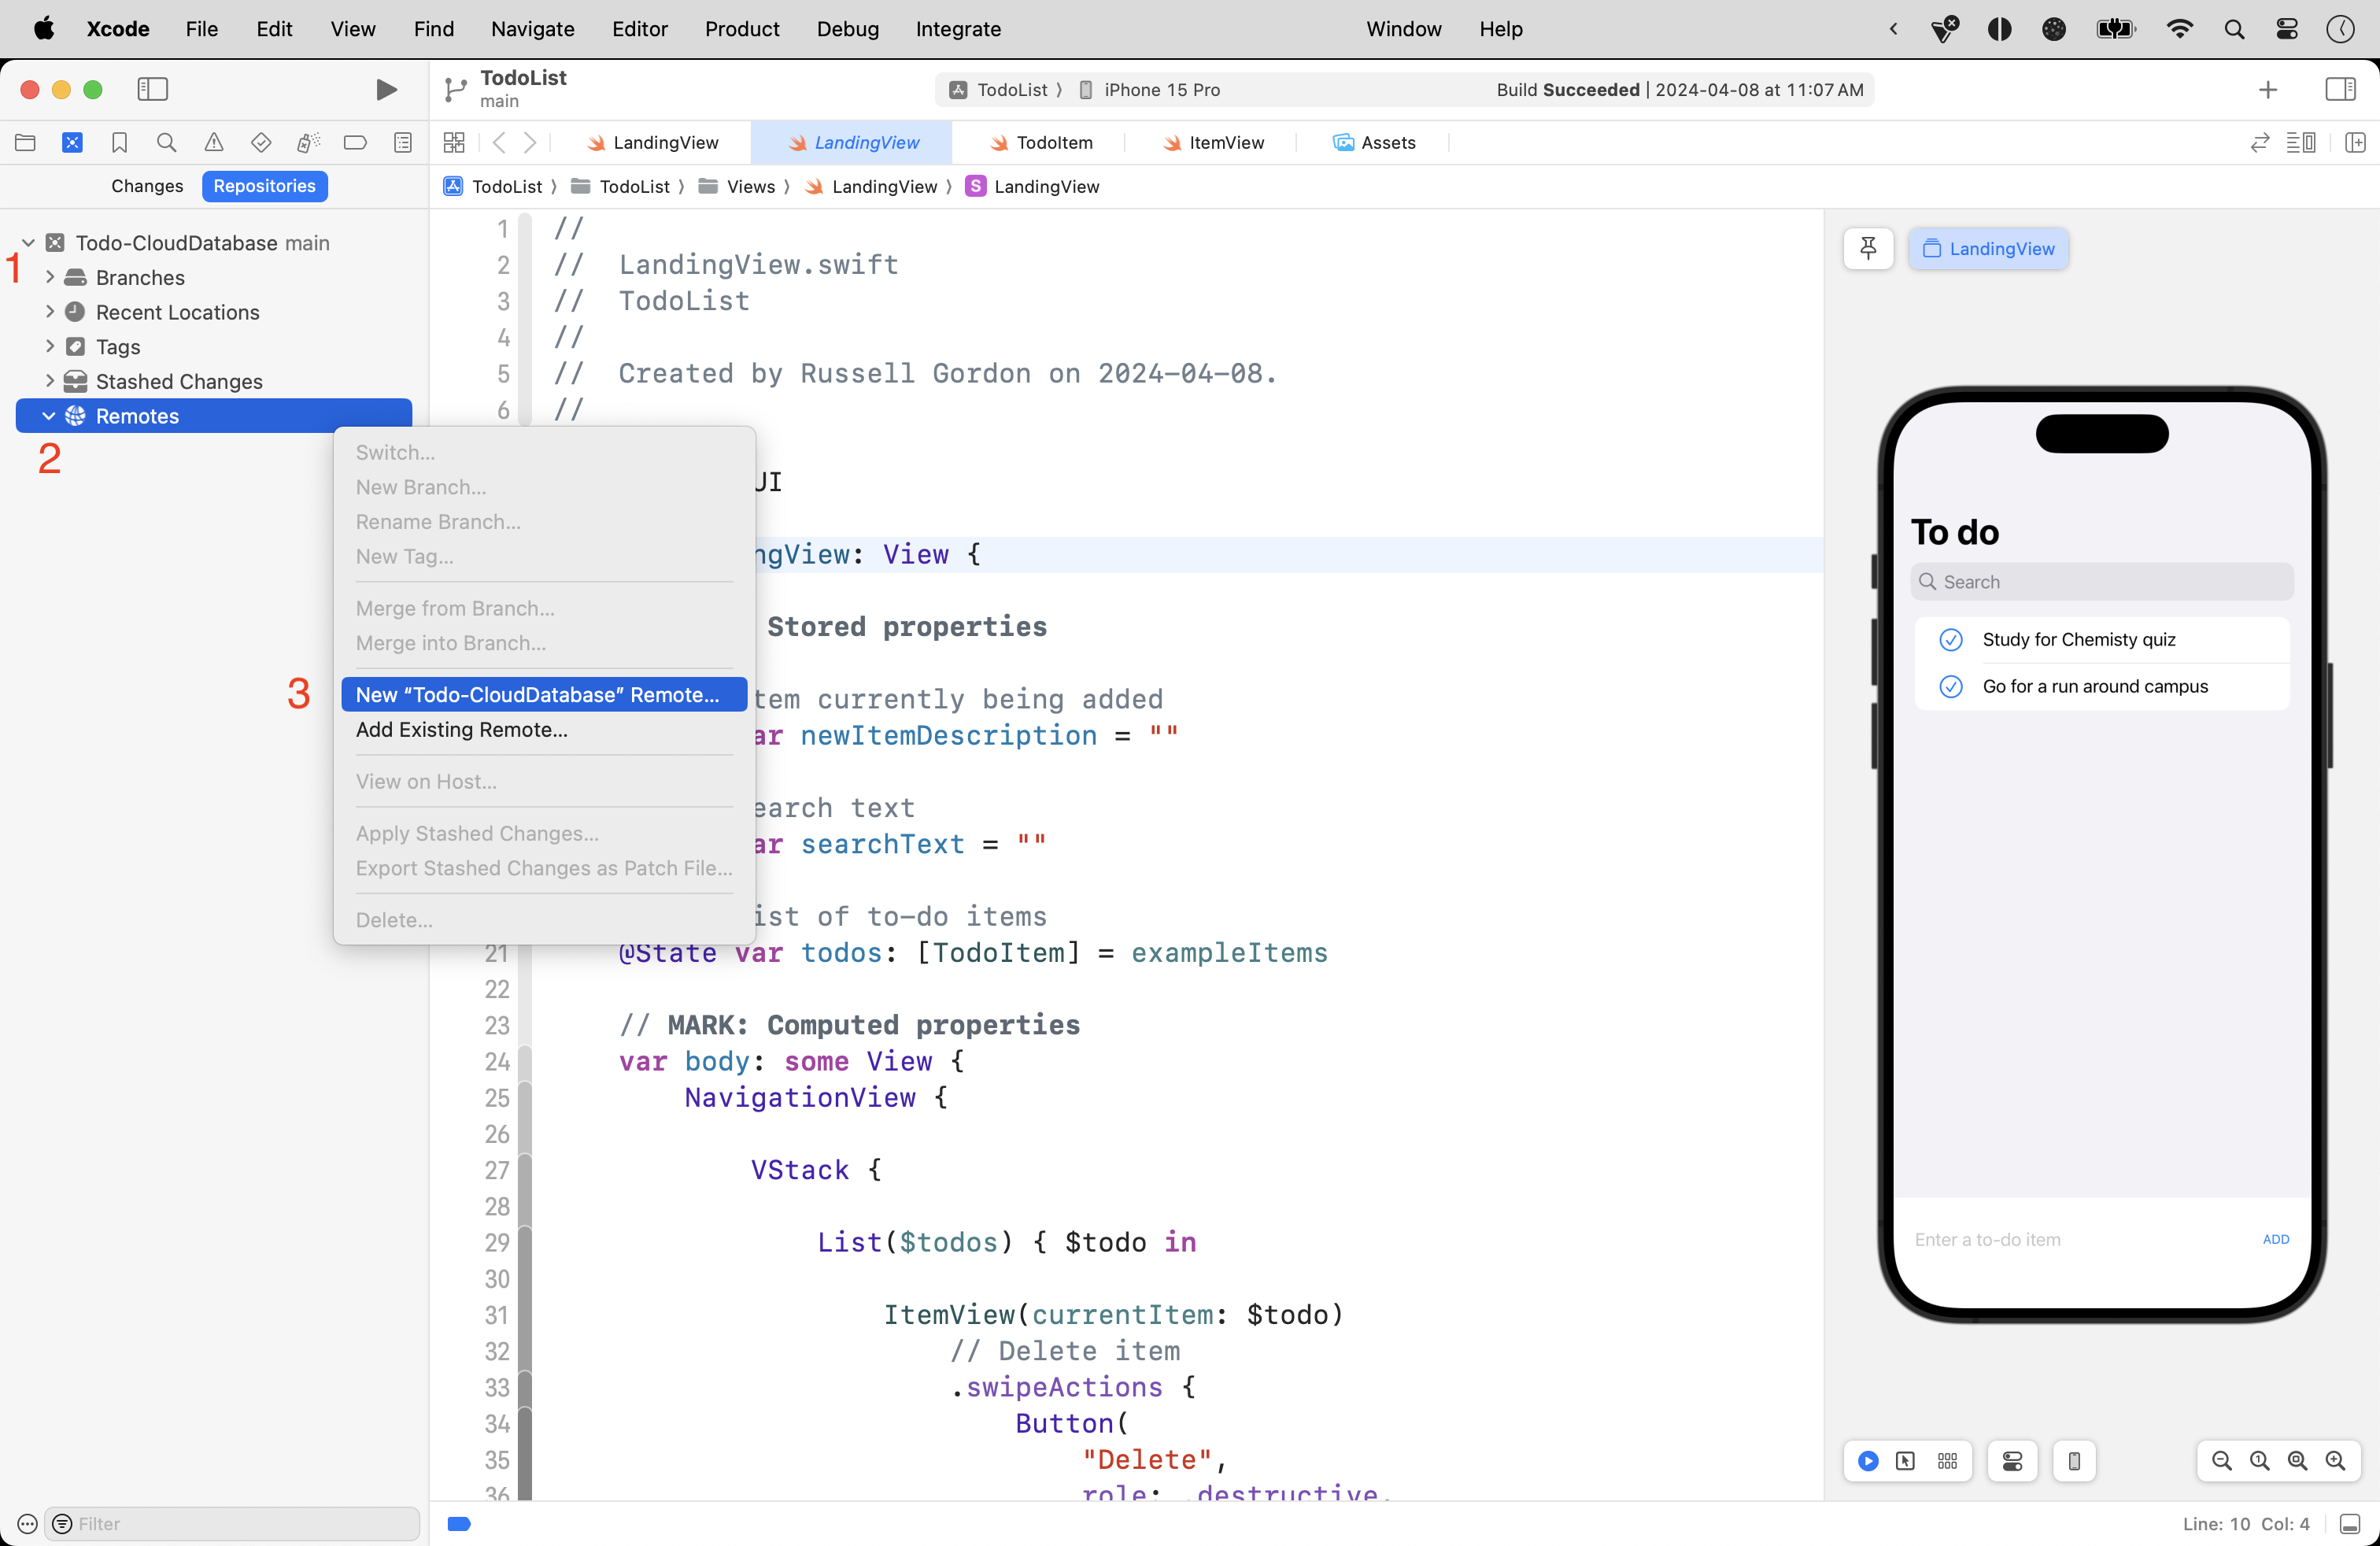 Xcode File Edit View Find Navigate Editor Product Debug Integrate Window Help
TodoList
main
TodoList 〉 iPhone 15 Pro
Build Succeeded | 2024-04-08 at 11:07 AM
LandingView LandingView TodoItem ItemView Assets
Changes Repositories
TodoList 〉 TodoList 〉 Views 〉 LandingView 〉 S LandingView
Todo-CloudDatabase main
1
Branches
Recent Locations
Tags
Stashed Changes
Remotes
2
Switch...
New Branch...
Rename Branch...
New Tag...
Merge from Branch...
Merge into Branch...
3
New “Todo-CloudDatabase” Remote...
Add Existing Remote...
View on Host...
Apply Stashed Changes...
Export Stashed Changes as Patch File...
Delete...
Filter
1 //
2 // LandingView.swift
3 // TodoList
4 //
5 // Created by Russell Gordon on 2024-04-08.
6 //
UI
ngView: View {
Stored properties
tem currently being added
ar newItemDescription = ""
earch text
ar searchText = ""
ist of to-do items
21 @State var todos: [TodoItem] = exampleItems
22
23 // MARK: Computed properties
24 var body: some View {
25 NavigationView {
26
27 VStack {
28
29 List($todos) { $todo in
30
31 ItemView(currentItem: $todo)
32 // Delete item
33 .swipeActions {
34 Button(
35 "Delete",
36 role: .destructive,
LandingView
To do
Search
Study for Chemisty quiz
Go for a run around campus
Enter a to-do item
ADD
Line: 10 Col: 4